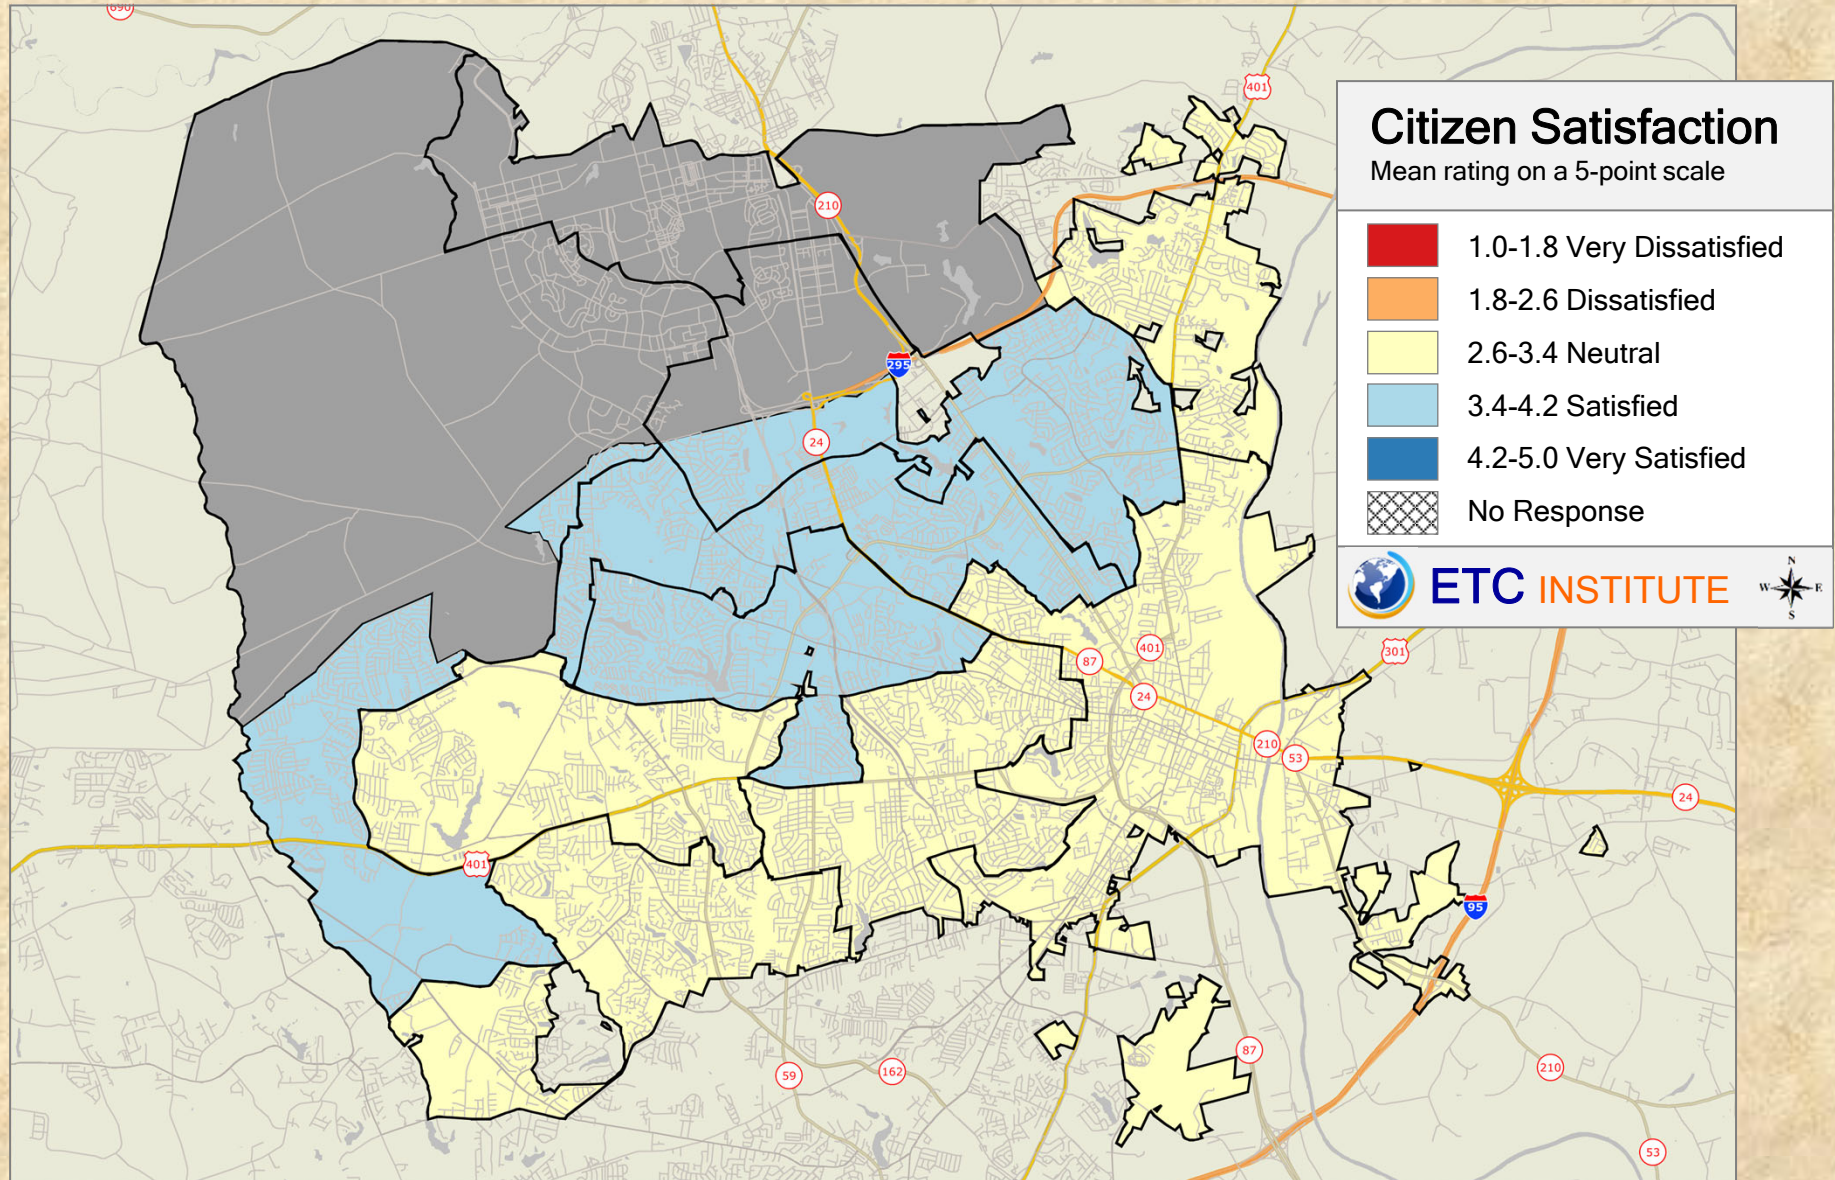 690
401
Citizen Satisfaction
Mean rating on a 5-point scale
1.0-1.8 Very Dissatisfied
1.8-2.6 Dissatisfied
2.6-3.4 Neutral
3.4-4.2 Satisfied
4.2-5.0 Very Satisfied
No Response
ETC INSTITUTE
N
W E
S
210
295
24
401
87
301
24
210
53
24
401
95
87
59
162
210
53